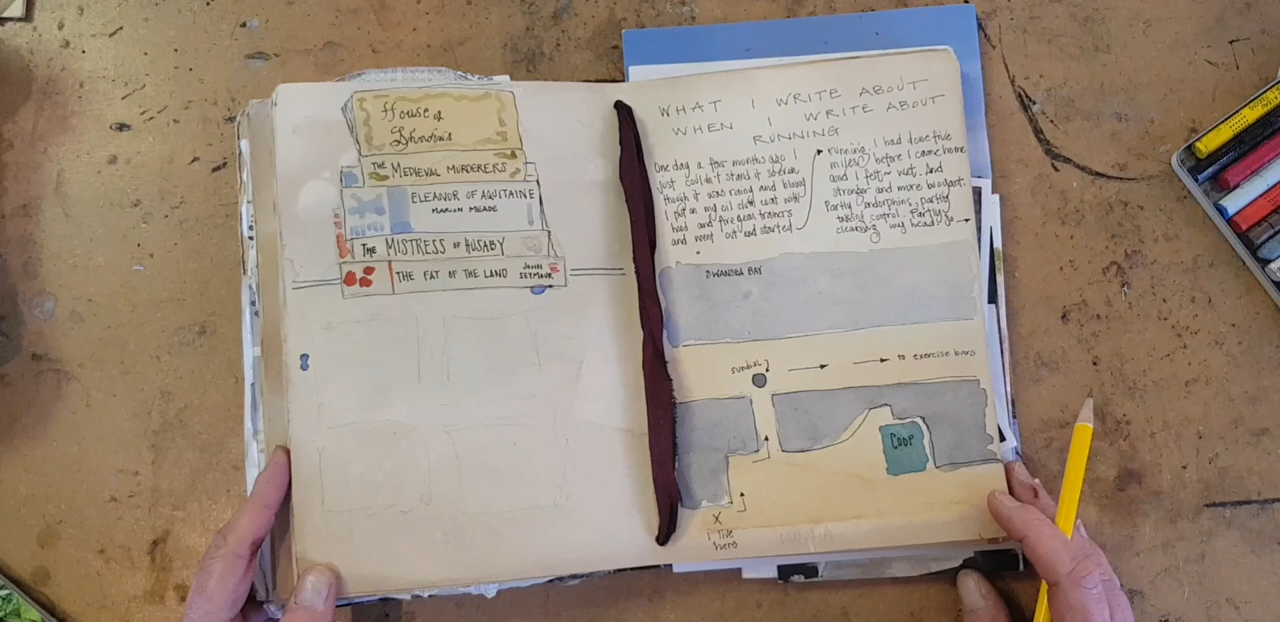 House of
Shadows
THE MEDIEVAL MURDERERS
ELEANOR OF AQUITAINE
MARION MEADE
THE MISTRESS OF HUSABY
THE FAT OF THE LAND
JOHN
SEYMOUR
WHAT I WRITE ABOUT
WHEN I WRITE ABOUT
RUNNING
One day a few months ago I
just couldn't stand it so even
though it was rainy and blowy
I put on my oil cloth coat with
hood and five gear trainers
and went out and started
running. I had done five
miles before I came home
and I felt wet. And
stronger and more buoyant.
Partly endorphins, partly
taking control. Partly
cleansing my head for
SWANSEA BAY
sundial
to exercise bars
COOP
X
I live
here